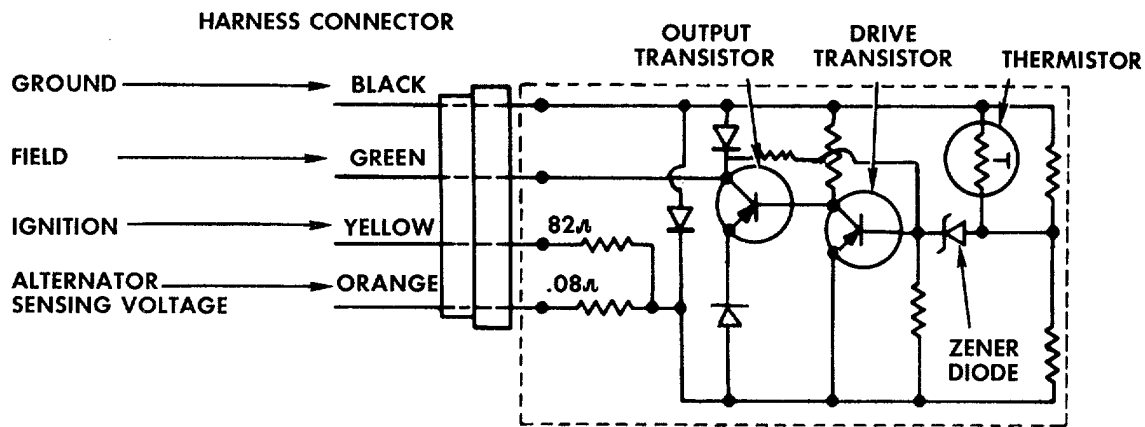 HARNESS CONNECTOR
OUTPUT
TRANSISTOR
DRIVE
TRANSISTOR
THERMISTOR
GROUND
BLACK
FIELD
GREEN
IGNITION
YELLOW
82Ω
ALTERNATOR
SENSING VOLTAGE
ORANGE
.08Ω
T
ZENER
DIODE